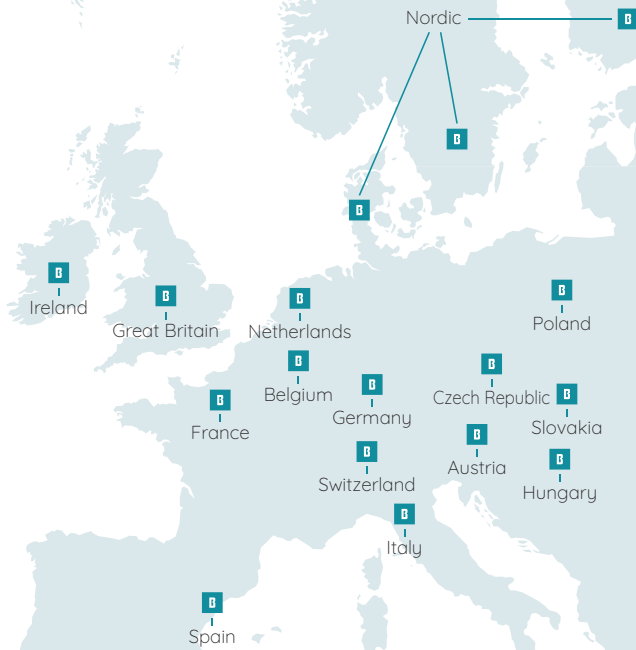 Nordic
Ireland
Great Britain
Netherlands
Poland
Belgium
Germany
Czech Republic
Slovakia
France
Switzerland
Austria
Hungary
Italy
Spain